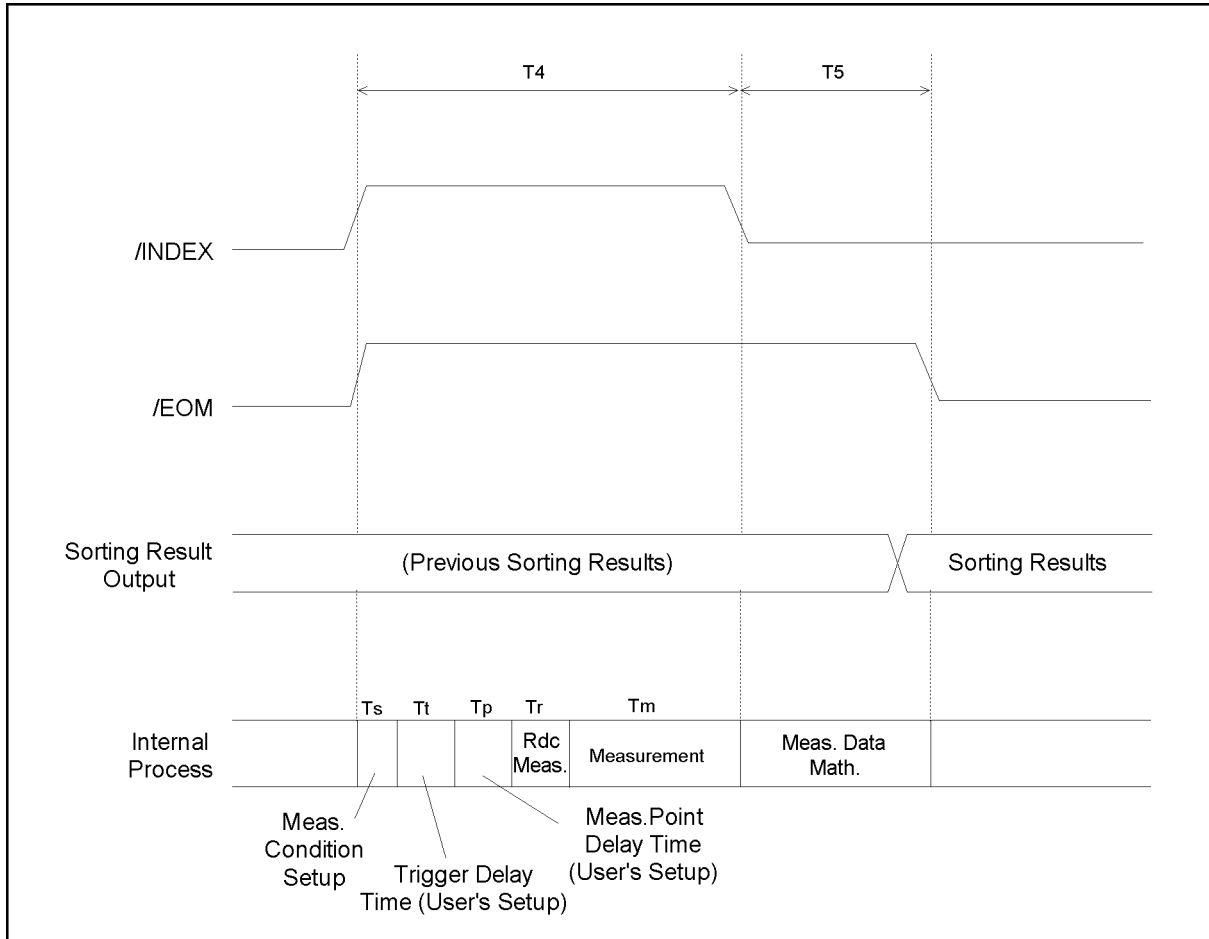 T4
T5
/INDEX
/EOM
Sorting Result
Output
(Previous Sorting Results)
Sorting Results
Ts
Tt
Tp
Tr
Tm
Internal
Process
Rdc
Meas.
Measurement
Meas. Data
Math.
Meas.
Condition
Setup
Trigger Delay
Time (User's Setup)
Meas.Point
Delay Time
(User's Setup)